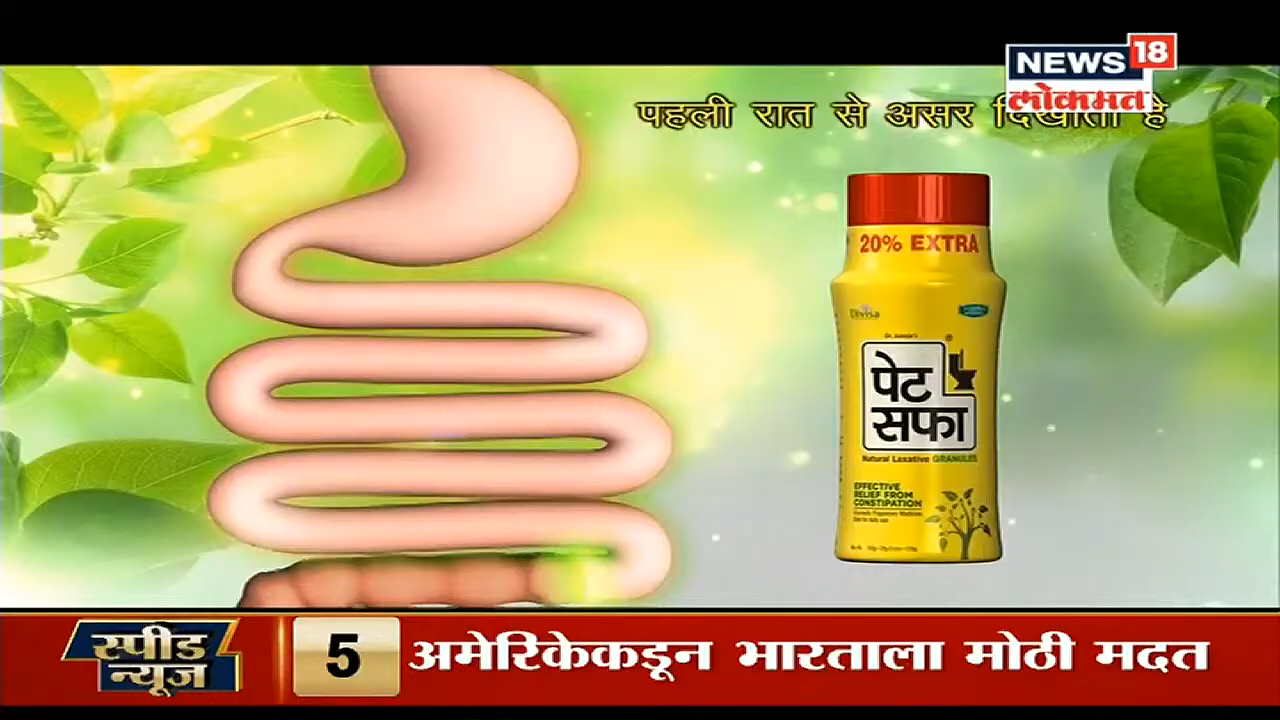 NEWS 18
लोकमत
पहली रात से असर दिखाता है
20% EXTRA
Divisa
पेट
सफा
Natural Laxative GRANULES
EFFECTIVE
RELIEF FROM
CONSTIPATION
स्पीड
न्यूज
5
अमेरिकेकडून भारताला मोठी मदत